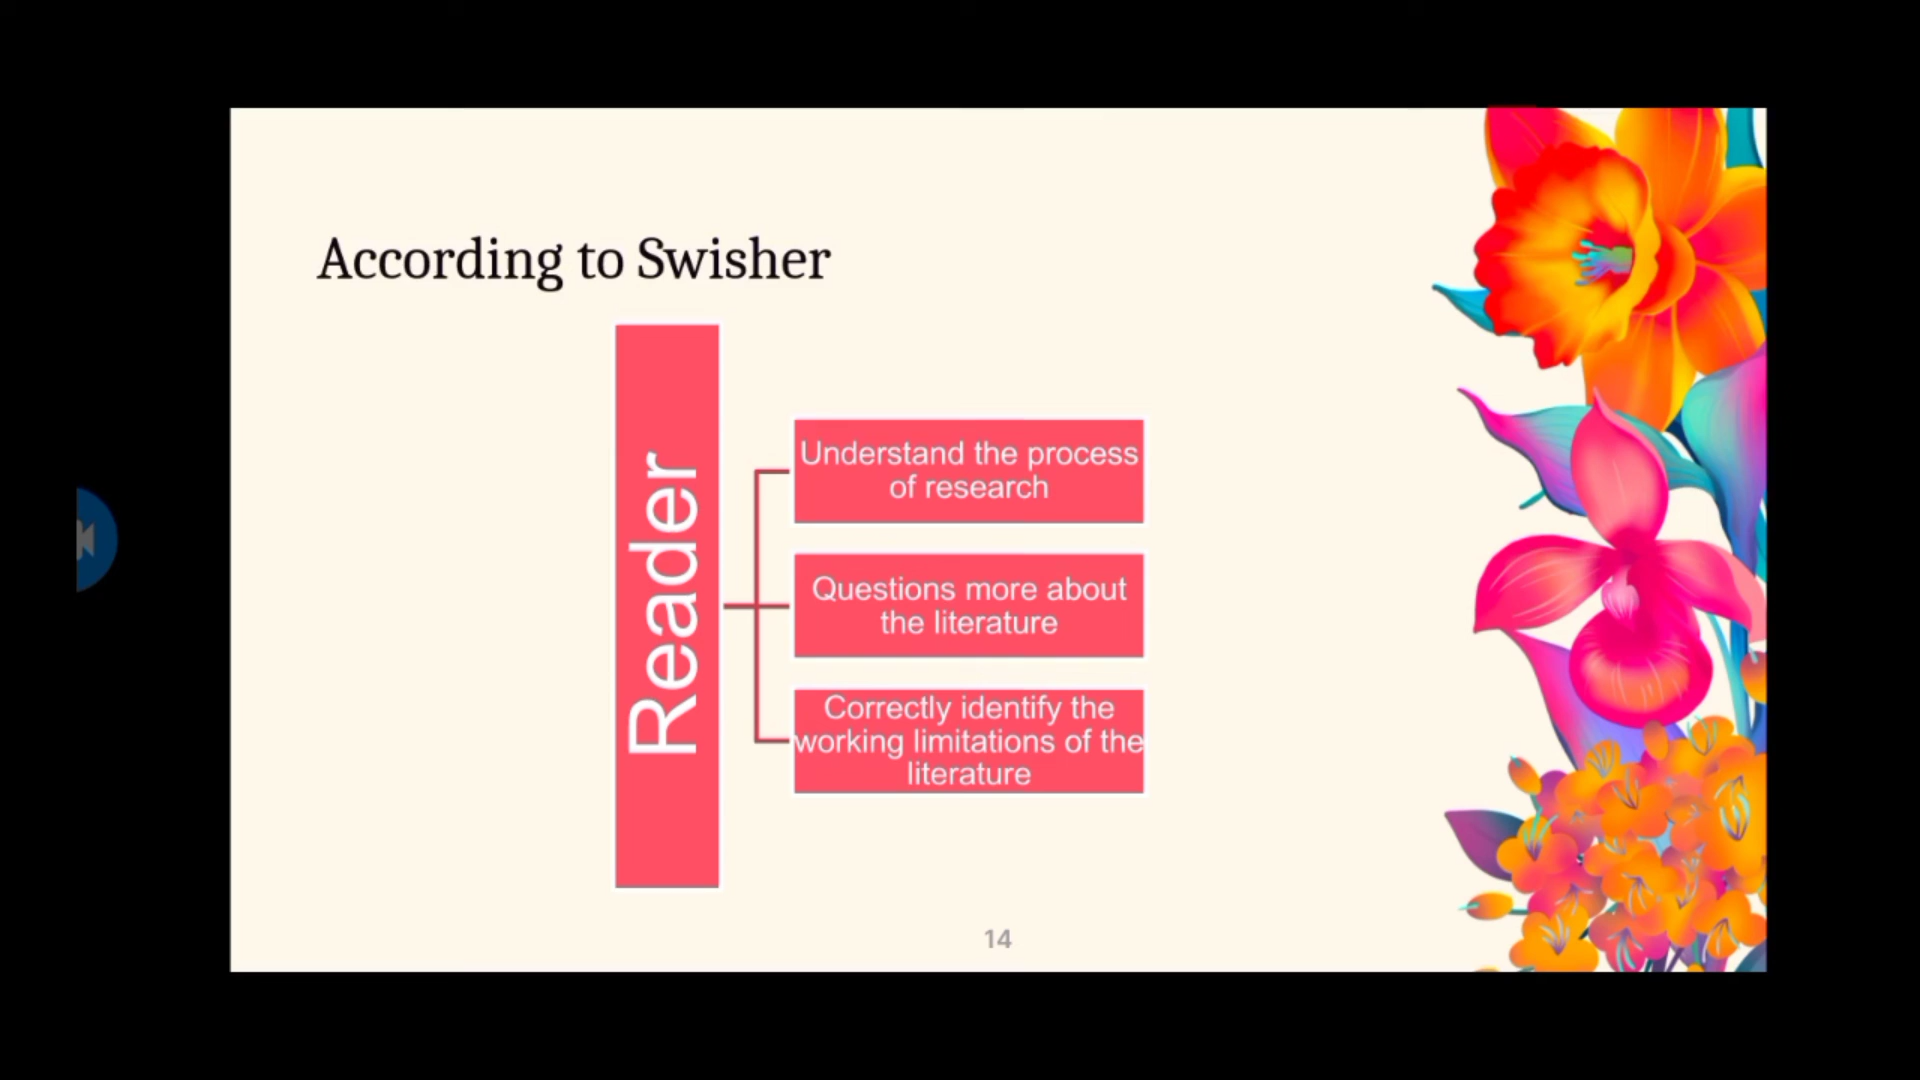 According to Swisher
Reader
Understand the process
of research
Questions more about
the literature
Correctly identify the
working limitations of the
literature
14